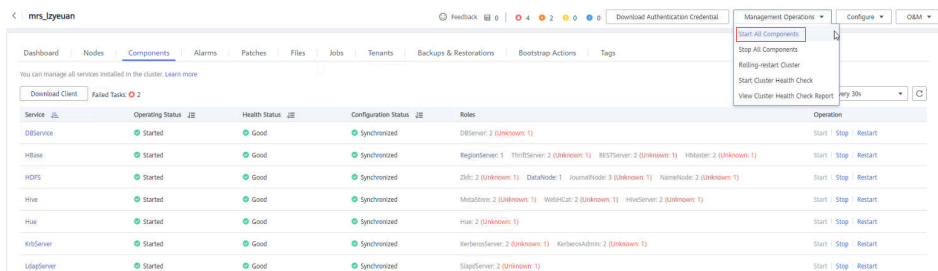 mrs_lzyeuan
Feedback 0 4 2 0 0 Download Authentication Credential Management Operations Configure O&M
Start All Components
Stop All Components
Rolling-restart Cluster
Start Cluster Health Check
View Cluster Health Check Report
Dashboard Nodes Components Alarms Patches Files Jobs Tenants Backups & Restorations Bootstrap Actions Tags
You can manage all services installed in the cluster. Learn more
Download Client Failed Tasks: 2 very 30s
Service Operating Status Health Status Configuration Status Roles Operation
DBService Started Good Synchronized DBServer: 2 (Unknown: 1) Start Stop Restart
HBase Started Good Synchronized RegionServer: 1 ThriftServer: 2 (Unknown: 1) RESTServer: 2 (Unknown: 1) HMaster: 2 (Unknown: 1) Start Stop Restart
HDFS Started Good Synchronized Zkfc: 2 (Unknown: 1) DataNode: 1 JournalNode: 3 (Unknown: 1) NameNode: 2 (Unknown: 1) Start Stop Restart
Hive Started Good Synchronized MetaStore: 2 (Unknown: 1) WebHCat: 2 (Unknown: 1) HiveServer: 2 (Unknown: 1) Start Stop Restart
Hue Started Good Synchronized Hue: 2 (Unknown: 1) Start Stop Restart
KrbServer Started Good Synchronized KerberosServer: 2 (Unknown: 1) KerberosAdmin: 2 (Unknown: 1) Start Stop Restart
LdapServer Started Good Synchronized SlapdServer: 2 (Unknown: 1) Start Stop Restart